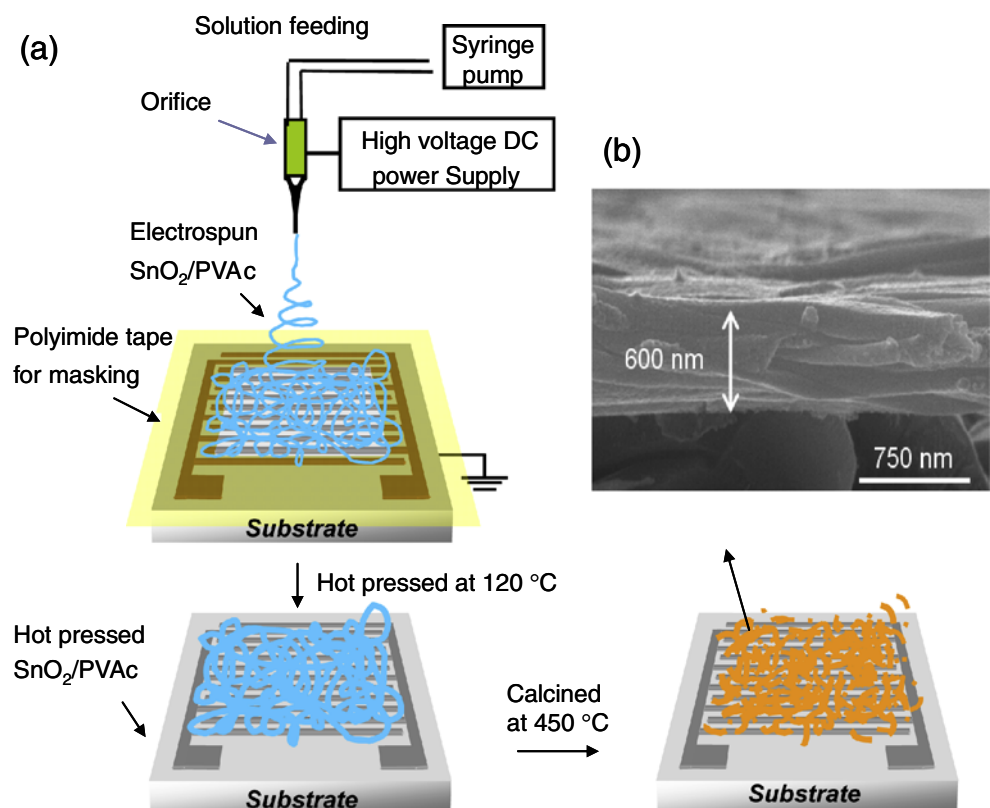 (a)
Solution feeding
Syringe
pump
Orifice
High voltage DC
power Supply
(b)
Electrospun
SnO₂/PVAc
Polyimide tape
for masking
600 nm
750 nm
Substrate
Hot pressed at 120 °C
Hot pressed
SnO₂/PVAc
Calcined
at 450 °C
Substrate
Substrate